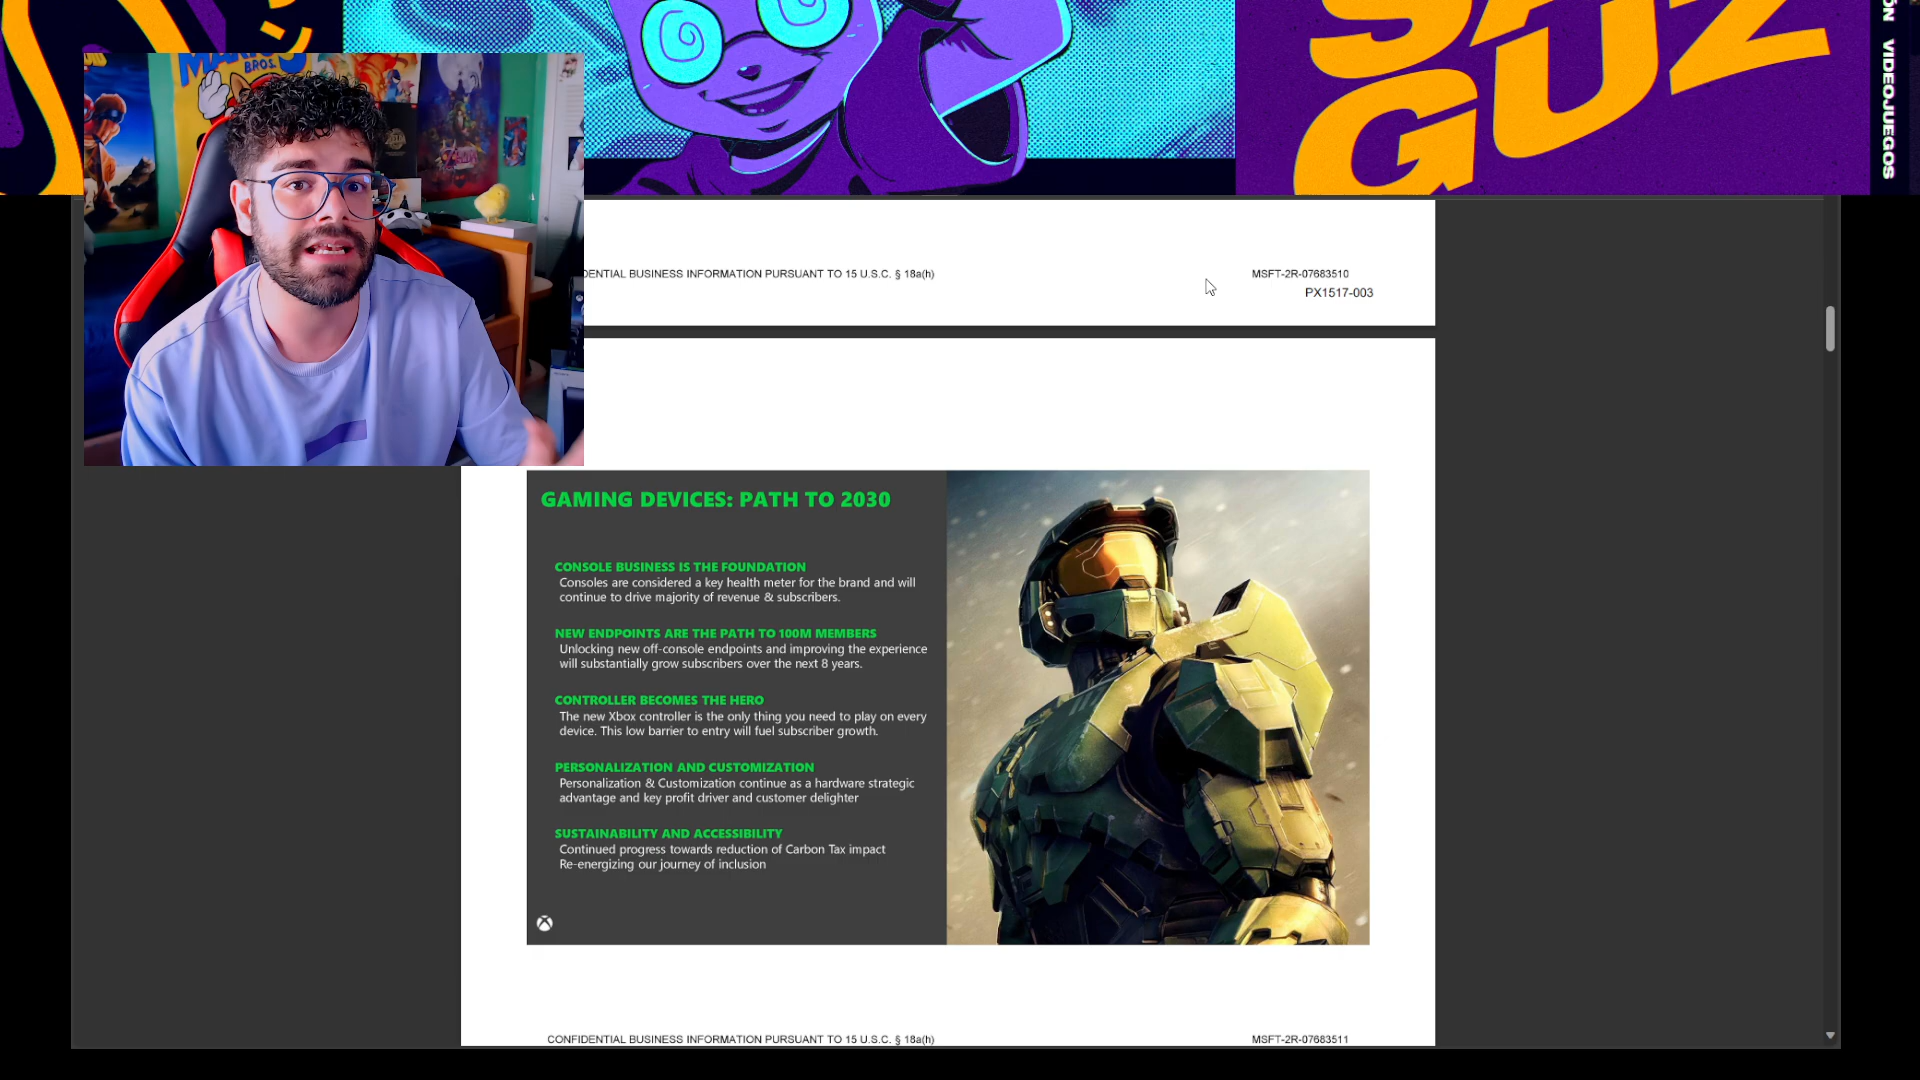 BROS.
SA
GUZ
ÓN VIDEOJUEGOS
DENTIAL BUSINESS INFORMATION PURSUANT TO 15 U.S.C. § 18a(h)
MSFT-2R-07683510
PX1517-003
GAMING DEVICES: PATH TO 2030
CONSOLE BUSINESS IS THE FOUNDATION
Consoles are considered a key health meter for the brand and will
continue to drive majority of revenue & subscribers.
NEW ENDPOINTS ARE THE PATH TO 100M MEMBERS
Unlocking new off-console endpoints and improving the experience
will substantially grow subscribers over the next 8 years.
CONTROLLER BECOMES THE HERO
The new Xbox controller is the only thing you need to play on every
device. This low barrier to entry will fuel subscriber growth.
PERSONALIZATION AND CUSTOMIZATION
Personalization & Customization continue as a hardware strategic
advantage and key profit driver and customer delighter
SUSTAINABILITY AND ACCESSIBILITY
Continued progress towards reduction of Carbon Tax impact
Re-energizing our journey of inclusion
CONFIDENTIAL BUSINESS INFORMATION PURSUANT TO 15 U.S.C. § 18a(h)
MSFT-2R-07683511